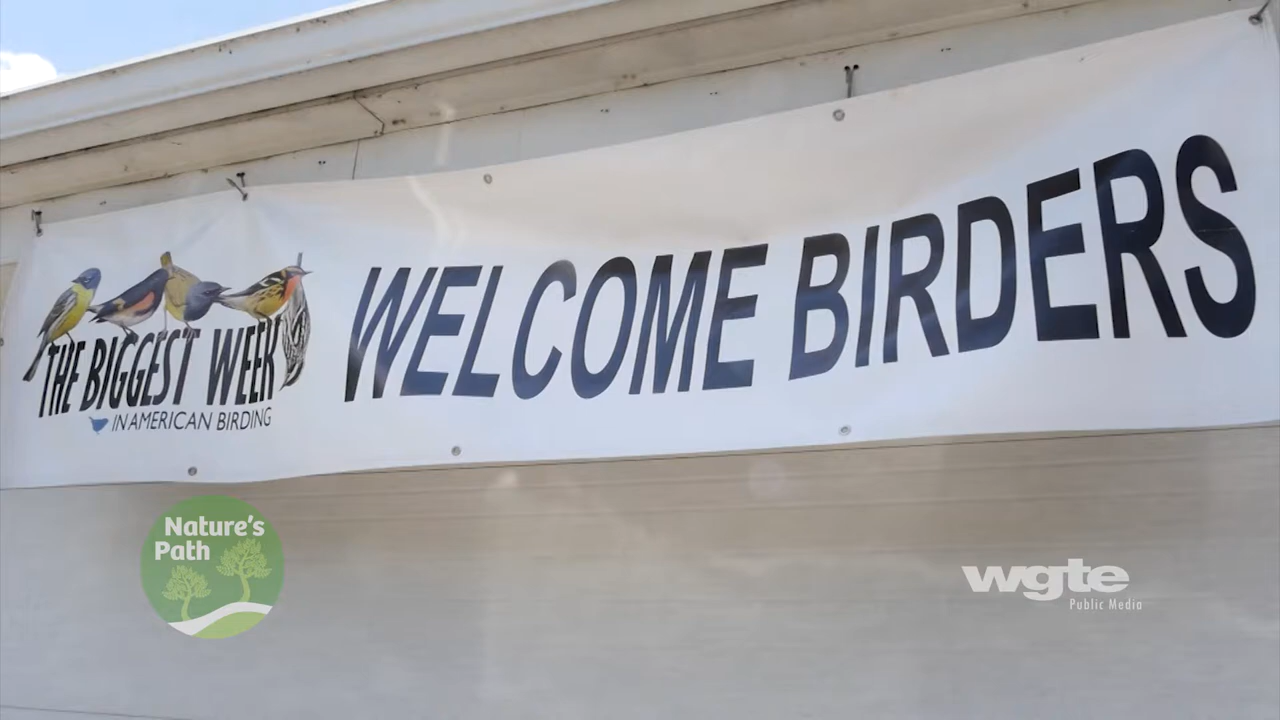 WELCOME BIRDERS
THE BIGGEST WEEK
IN AMERICAN BIRDING
Nature's
Path
wgte
Public Media